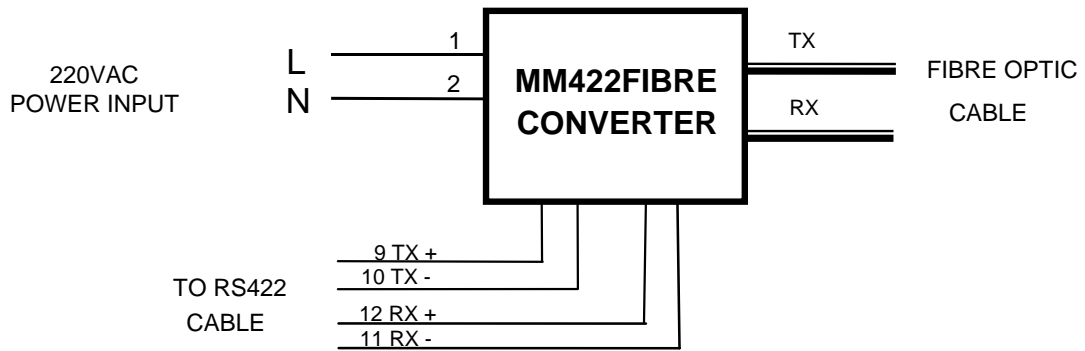 220VAC
POWER INPUT
L
N
1
2
MM422FIBRE
CONVERTER
TX
RX
FIBRE OPTIC
CABLE
TO RS422
CABLE
9 TX +
10 TX -
12 RX +
11 RX -